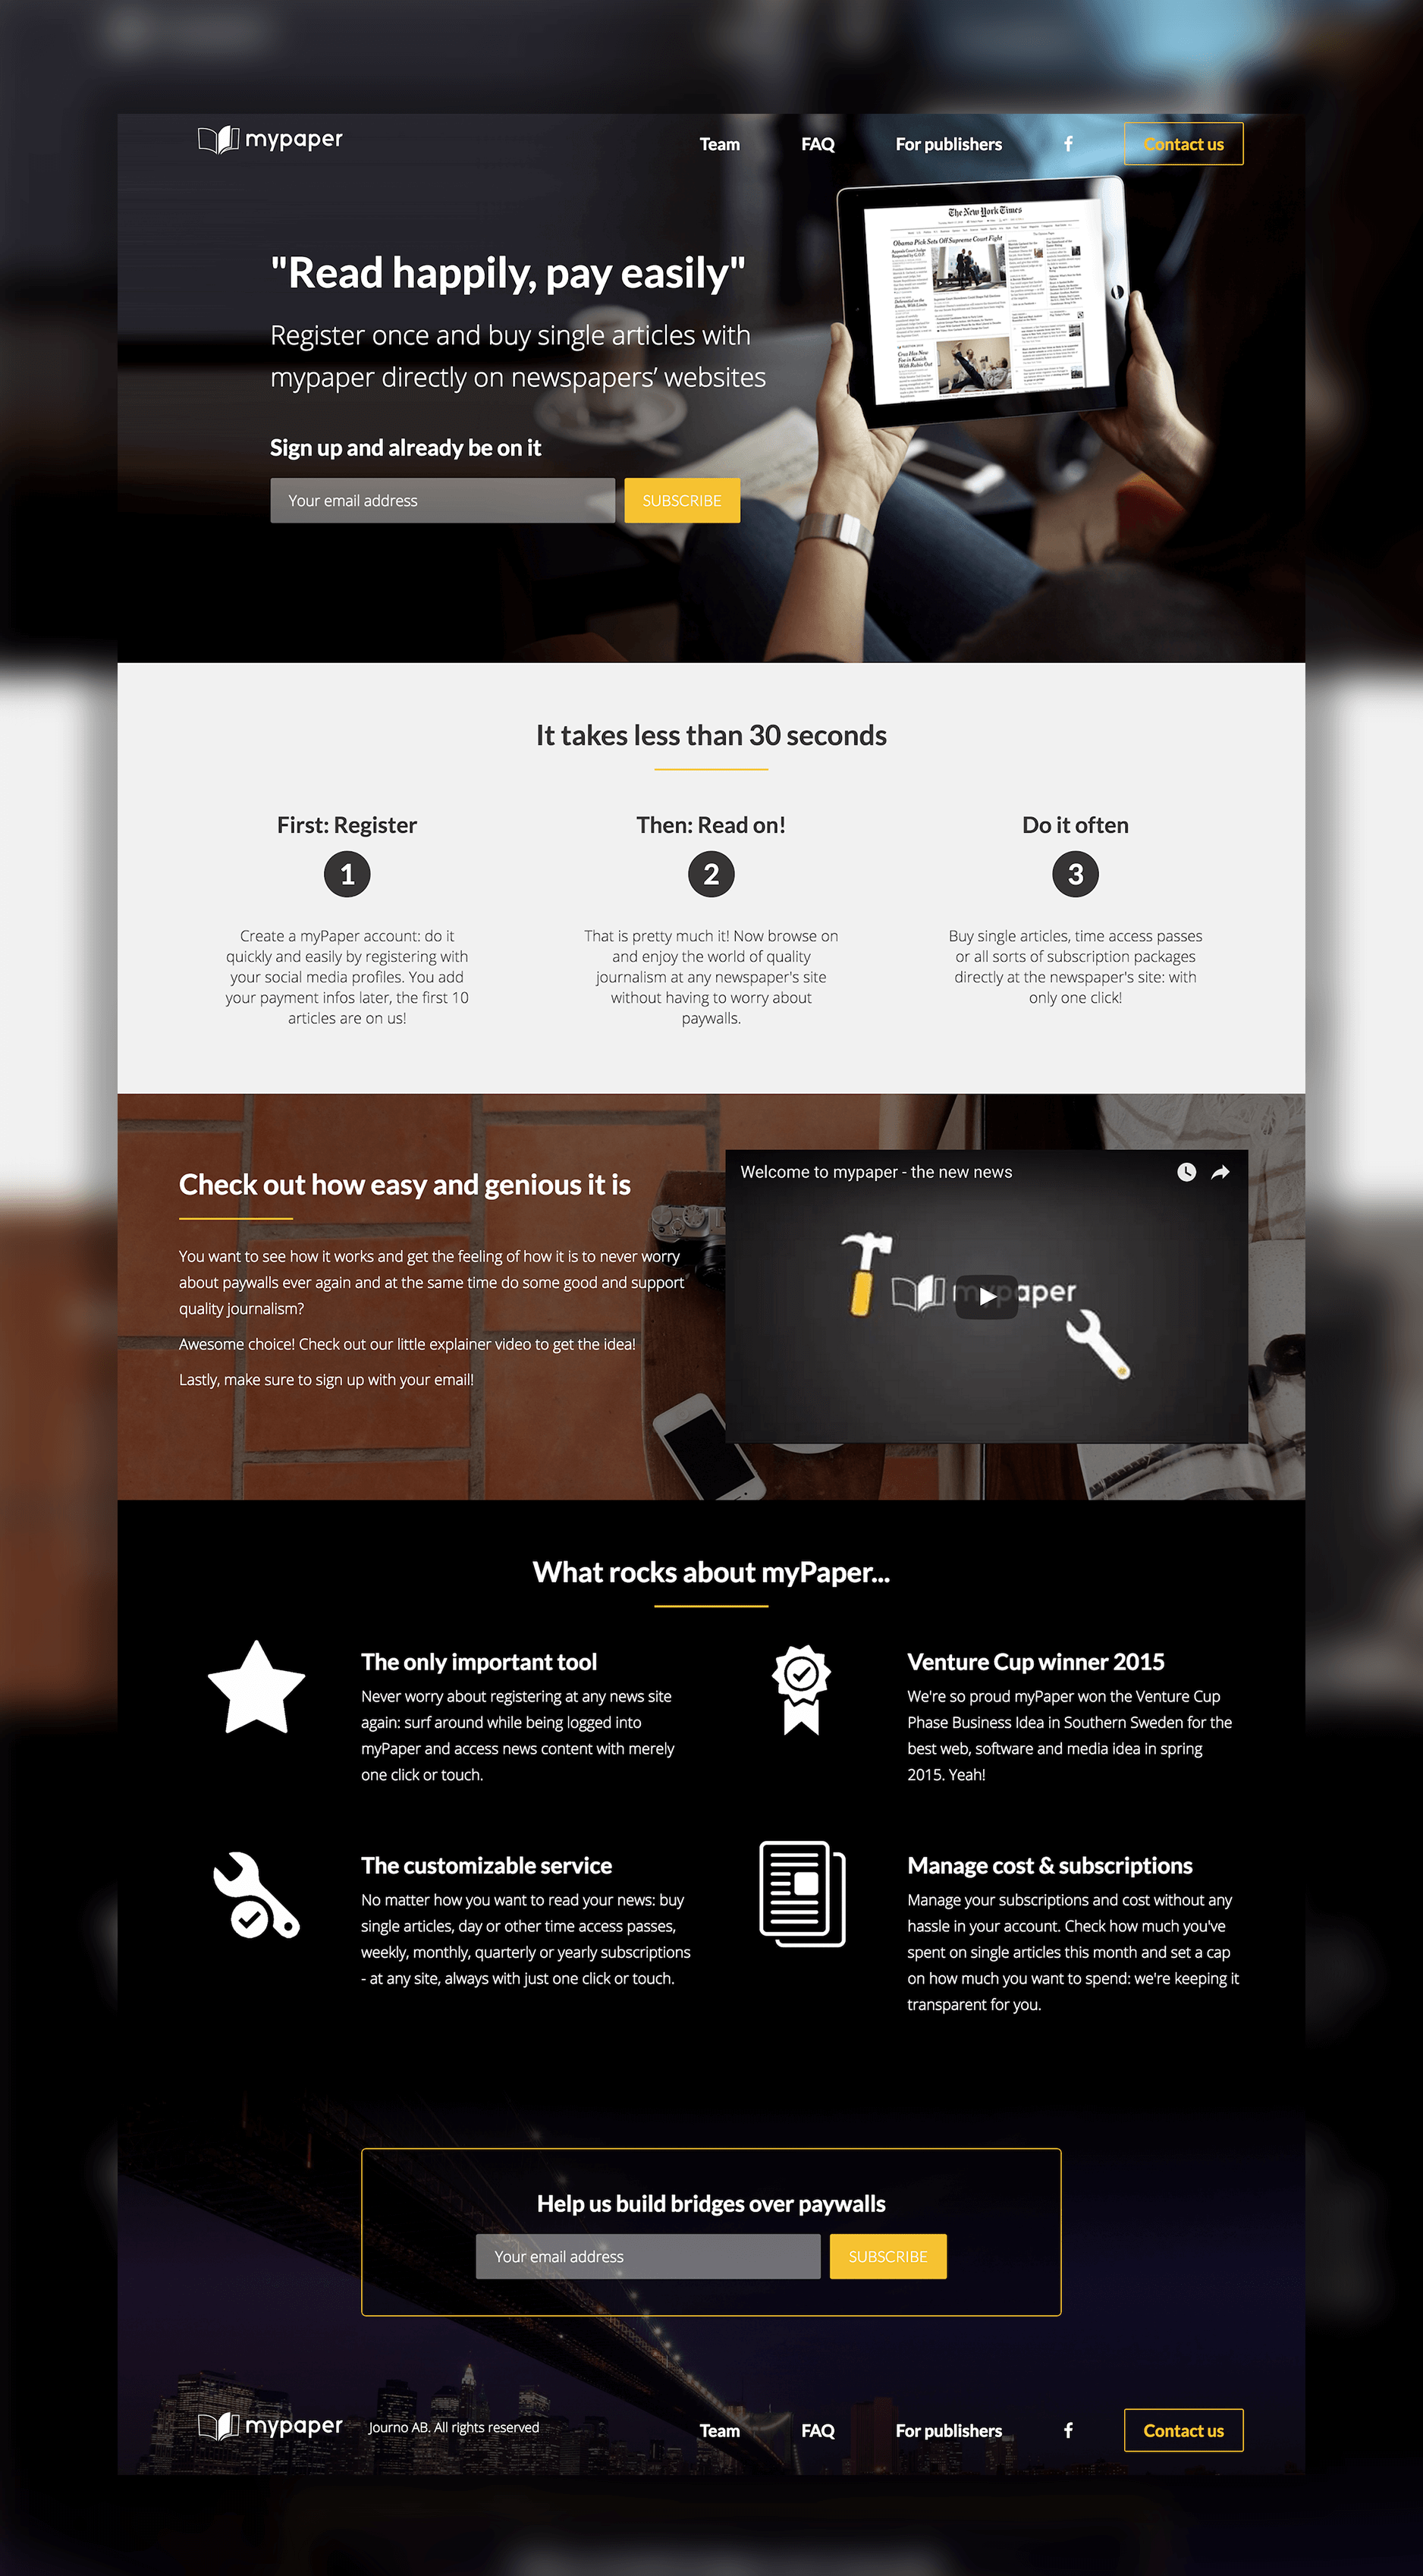 mypaper
Team
FAQ
For publishers
f
Contact us
The New York Times
Obama Pick Sets Off Supreme Court Fight
"Read happily, pay easily"
Register once and buy single articles with
mypaper directly on newspapers’ websites
Sign up and already be on it
Your email address
SUBSCRIBE
It takes less than 30 seconds
First: Register
Then: Read on!
Do it often
1
2
3
Create a myPaper account: do it
quickly and easily by registering with
your social media profiles. You add
your payment infos later, the first 10
articles are on us!
That is pretty much it! Now browse on
and enjoy the world of quality
journalism at any newspaper's site
without having to worry about
paywalls.
Buy single articles, time access passes
or all sorts of subscription packages
directly at the newspaper's site: with
only one click!
Check out how easy and genious it is
You want to see how it works and get the feeling of how it is to never worry
about paywalls ever again and at the same time do some good and support
quality journalism?
Awesome choice! Check out our little explainer video to get the idea!
Lastly, make sure to sign up with your email!
Welcome to mypaper - the new news
mypaper
What rocks about myPaper...
The only important tool
Never worry about registering at any news site
again: surf around while being logged into
myPaper and access news content with merely
one click or touch.
Venture Cup winner 2015
We're so proud myPaper won the Venture Cup
Phase Business Idea in Southern Sweden for the
best web, software and media idea in spring
2015. Yeah!
The customizable service
No matter how you want to read your news: buy
single articles, day or other time access passes,
weekly, monthly, quarterly or yearly subscriptions
- at any site, always with just one click or touch.
Manage cost & subscriptions
Manage your subscriptions and cost without any
hassle in your account. Check how much you've
spent on single articles this month and set a cap
on how much you want to spend: we're keeping it
transparent for you.
Help us build bridges over paywalls
Your email address
SUBSCRIBE
mypaper
Journo AB. All rights reserved
Team
FAQ
For publishers
f
Contact us